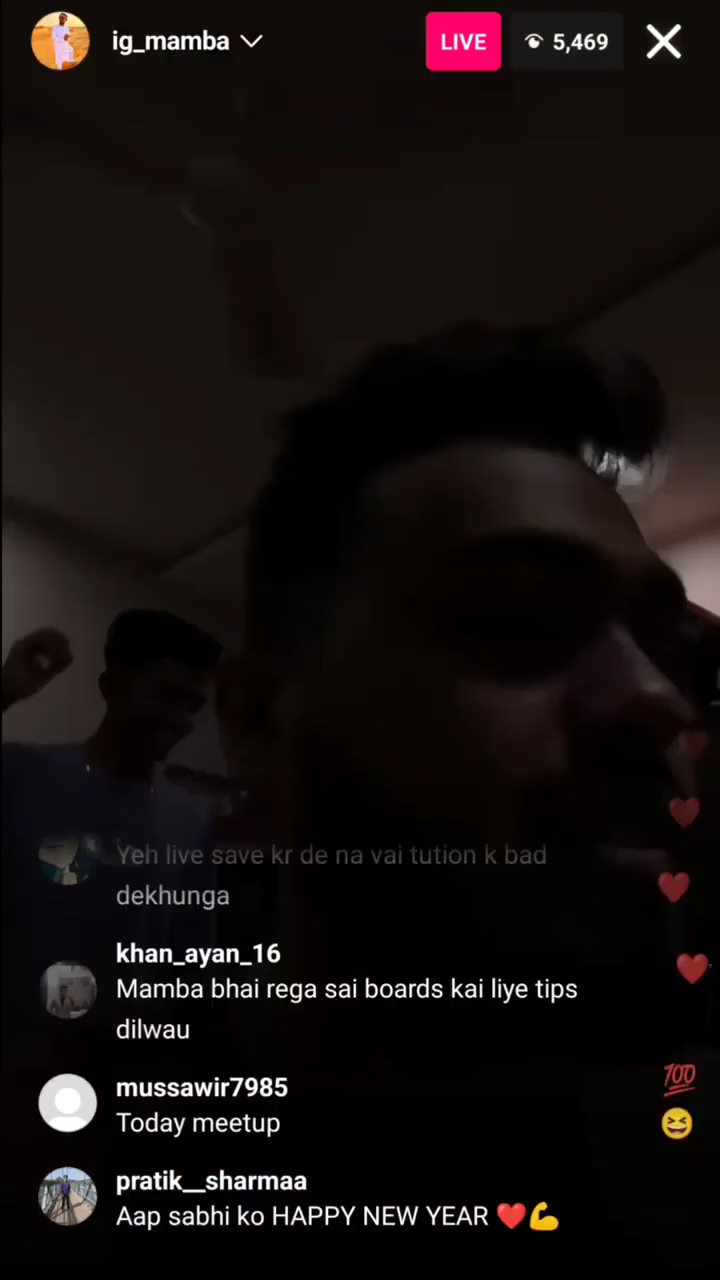 ig_mamba
LIVE
5,469
Yeh live save kr de na vai tution k bad
dekhunga
khan_ayan_16
Mamba bhai rega sai boards kai liye tips
dilwau
mussawir7985
Today meetup
pratik__sharmaa
Aap sabhi ko HAPPY NEW YEAR ❤️💪
💯